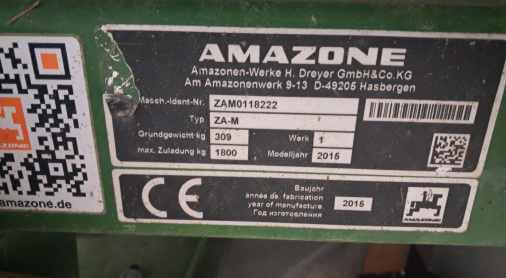 AMAZONE
Amazonen-Werke H. Dreyer GmbH&Co.KG
Am Amazonenwerk 9-13 D-49205 Hasbergen
Masch.-Ident-Nr. ZAM0118222
Typ ZA-M
Grundgewicht kg 309 Werk 1
max. Zuladung kg 1800 Modelljahr 2015
CE
Baujahr
année de. fabrication
year of manufacture
Год изготовления
2015
AMAZONE
AMAZONE
amazone.de